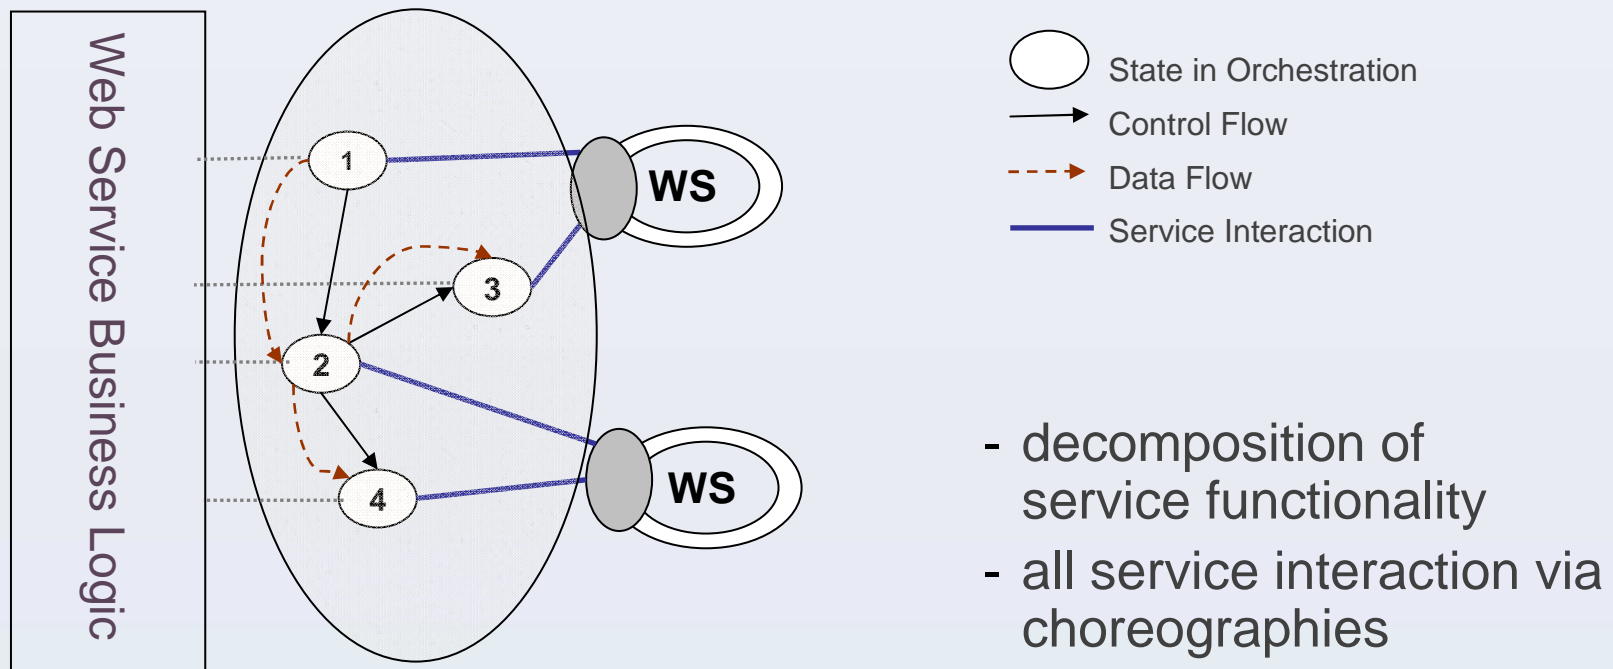 Web Service Business Logic
1
2
3
4
WS
WS
State in Orchestration
Control Flow
Data Flow
Service Interaction
- decomposition of
service functionality
- all service interaction via
choreographies